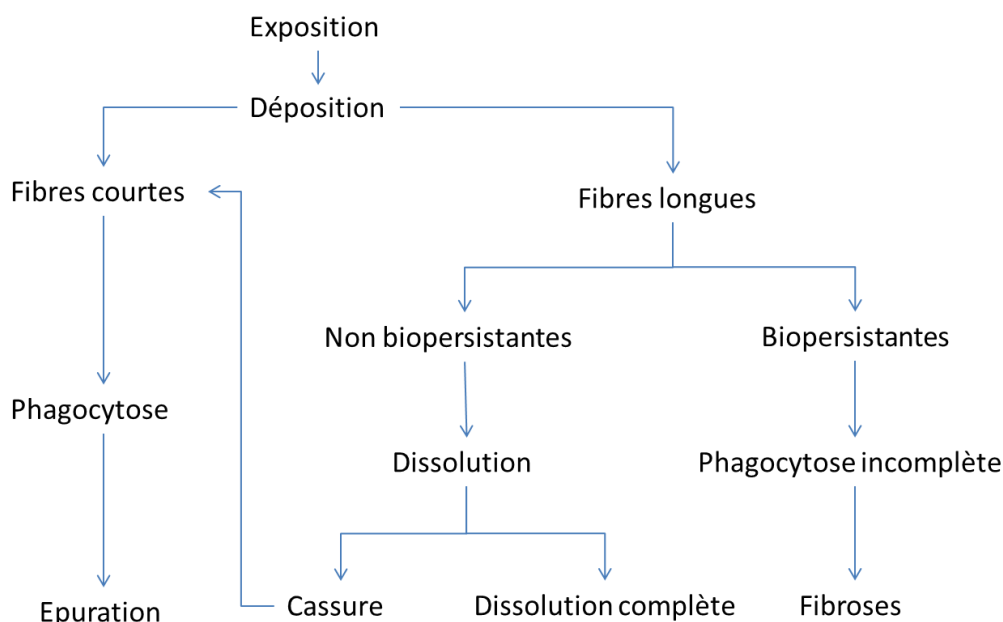 Exposition
Déposition
Fibres courtes
Fibres longues
Non biopersistantes
Biopersistantes
Phagocytose
Dissolution
Phagocytose incomplète
Epuration
Cassure
Dissolution complète
Fibroses